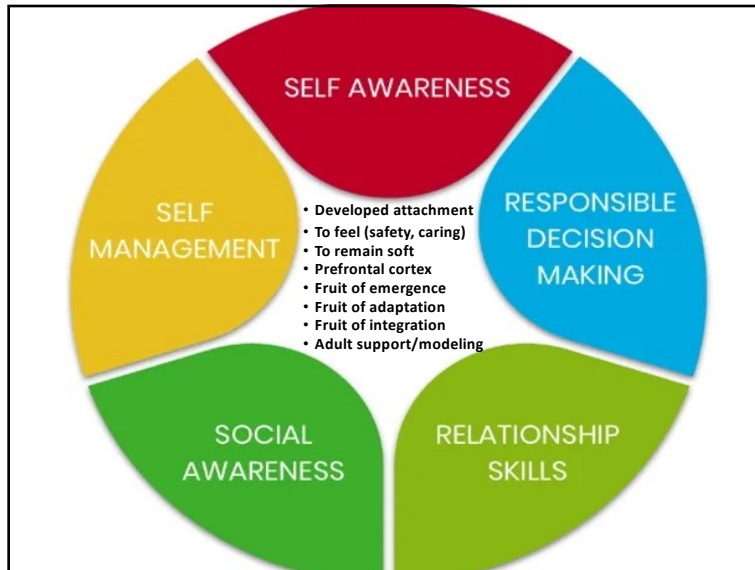 SELF AWARENESS
SELF
MANAGEMENT
RESPONSIBLE
DECISION
MAKING
• Developed attachment
• To feel (safety, caring)
• To remain soft
• Prefrontal cortex
• Fruit of emergence
• Fruit of adaptation
• Fruit of integration
• Adult support/modeling
SOCIAL
AWARENESS
RELATIONSHIP
SKILLS